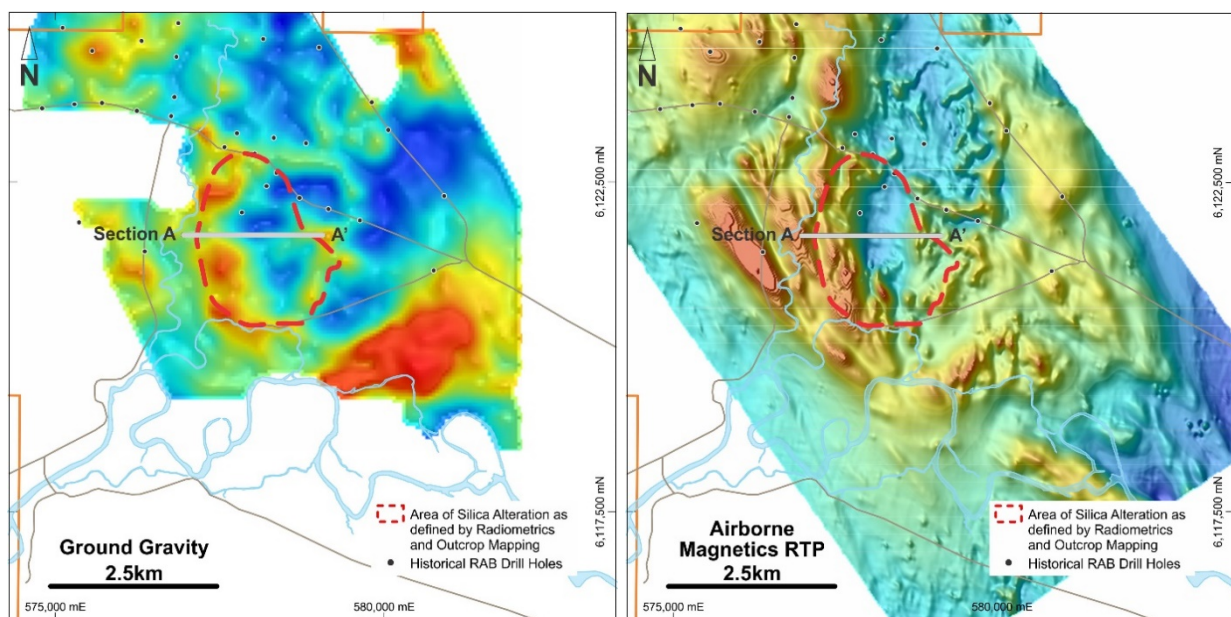 N
6,122,500 mN
Section A
A'
6,117,500 mN
Area of Silica Alteration as
defined by Radiometrics
and Outcrop Mapping
Historical RAB Drill Holes
Ground Gravity
2.5km
575,000 mE
580,000 mE
N
6,122,500 mN
Section A
A'
6,117,500 mN
Area of Silica Alteration as
defined by Radiometrics
and Outcrop Mapping
Historical RAB Drill Holes
Airborne
Magnetics RTP
2.5km
575,000 mE
580,000 mE